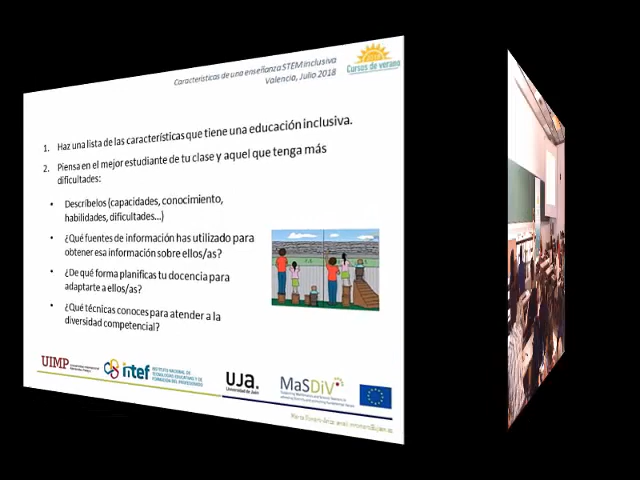 Características de una enseñanza STEM inclusiva
Valencia, Julio 2018
Cursos de verano
1. Haz una lista de las características que tiene una educación inclusiva.
2. Piensa en el mejor estudiante de tu clase y aquel que tenga más
dificultades:
• Descríbelos (capacidades, conocimiento,
habilidades, dificultades...)
• ¿Qué fuentes de información has utilizado para
obtener esa información sobre ellos/as?
• ¿De qué forma planificas tu docencia para
adaptarte a ellos/as?
• ¿Qué técnicas conoces para atender a la
diversidad competencial?
UIMP
intef
INSTITUTO NACIONAL DE
TECNOLOGÍAS EDUCATIVAS Y DE
FORMACIÓN DEL PROFESORADO
UJa.
Universidad de Jaén
MaSDiV